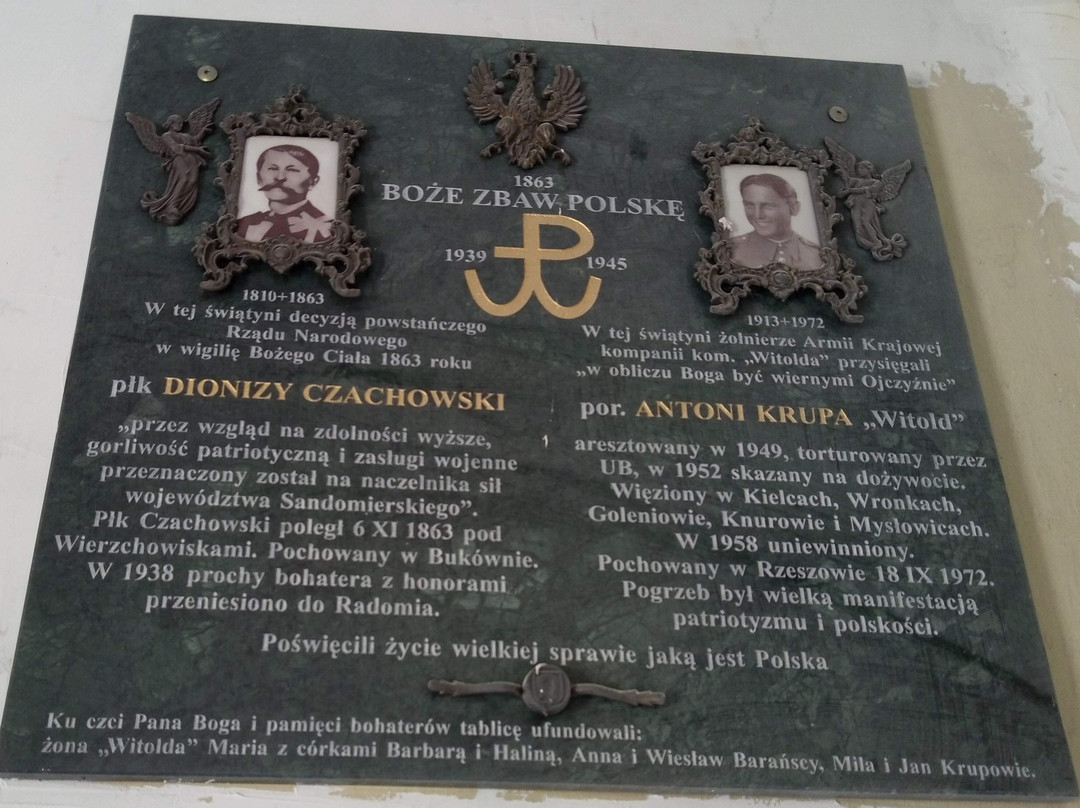 1863
BOŻE ZBAW POLSKĘ
1939
1945
1810+1863
W tej świątyni decyzją powstańczego
Rządu Narodowego
w wigilię Bożego Ciała 1863 roku
płk DIONIZY CZACHOWSKI
„przez wzgląd na zdolności wyższe,
gorliwość patriotyczną i zasługi wojenne
przeznaczony został na naczelnika sił
województwa Sandomierskiego”.
Płk Czachowski poległ 6 XI 1863 pod
Wierzchowiskami. Pochowany w Bukównie.
W 1938 prochy bohatera z honorami
przeniesiono do Radomia.
1913+1972
W tej świątyni żołnierze Armii Krajowej
kompanii kom. „Witolda” przysięgali
„w obliczu Boga być wiernymi Ojczyźnie”
por. ANTONI KRUPA „Witold”
aresztowany w 1949, torturowany przez
UB, w 1952 skazany na dożywocie.
Więziony w Kielcach, Wronkach,
Goleniowie, Knurowie i Mysłowicach.
W 1958 uniewinniony.
Pochowany w Rzeszowie 18 IX 1972.
Pogrzeb był wielką manifestacją
patriotyzmu i polskości.
Poświęcili życie wielkiej sprawie jaką jest Polska
Ku czci Pana Boga i pamięci bohaterów tablicę ufundowali:
żona „Witolda” Maria z córkami Barbarą i Haliną, Anna i Wiesław Barańscy, Mila i Jan Krupowie.